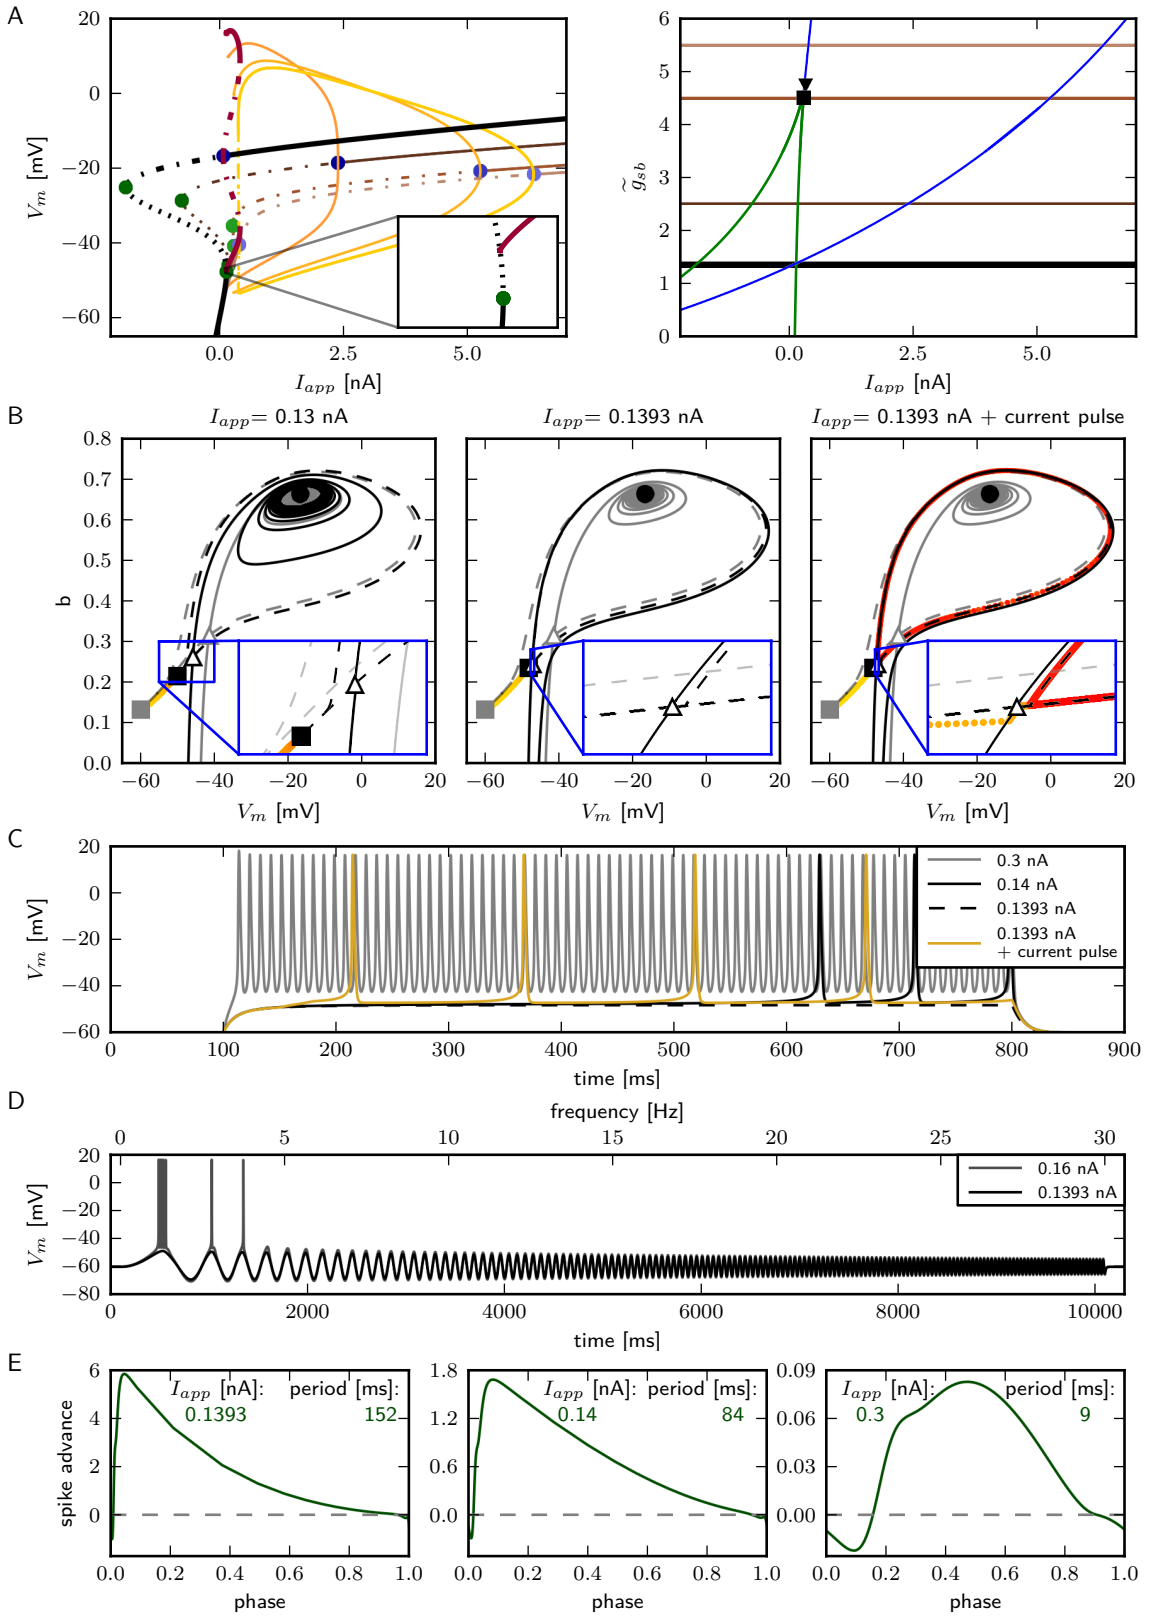 A
20
0
−20
−40
−60
V_m [mV]
0.0 2.5 5.0
I_app [nA]
6
5
4
3
2
1
0
g̃_sb
0.0 2.5 5.0
I_app [nA]
B
I_app= 0.13 nA
I_app= 0.1393 nA
I_app= 0.1393 nA + current pulse
0.8
0.7
0.6
0.5
0.4
0.3
0.2
0.1
0.0
b
−60 −40 −20 0 20
V_m [mV]
−60 −40 −20 0 20
V_m [mV]
−60 −40 −20 0 20
V_m [mV]
C
20
0
−20
−40
−60
V_m [mV]
0.3 nA
0.14 nA
0.1393 nA
0.1393 nA
+ current pulse
0 100 200 300 400 500 600 700 800 900
time [ms]
D
frequency [Hz]
0 5 10 15 20 25 30
20
0
−20
−40
−60
−80
V_m [mV]
0.16 nA
0.1393 nA
0 2000 4000 6000 8000 10000
time [ms]
E
6
4
2
0
spike advance
I_app [nA]: period [ms]:
0.1393 152
0.0 0.2 0.4 0.6 0.8 1.0
phase
1.8
1.2
0.6
0.0
I_app [nA]: period [ms]:
0.14 84
0.0 0.2 0.4 0.6 0.8 1.0
phase
0.09
0.06
0.03
0.00
I_app [nA]: period [ms]:
0.3 9
0.0 0.2 0.4 0.6 0.8 1.0
phase